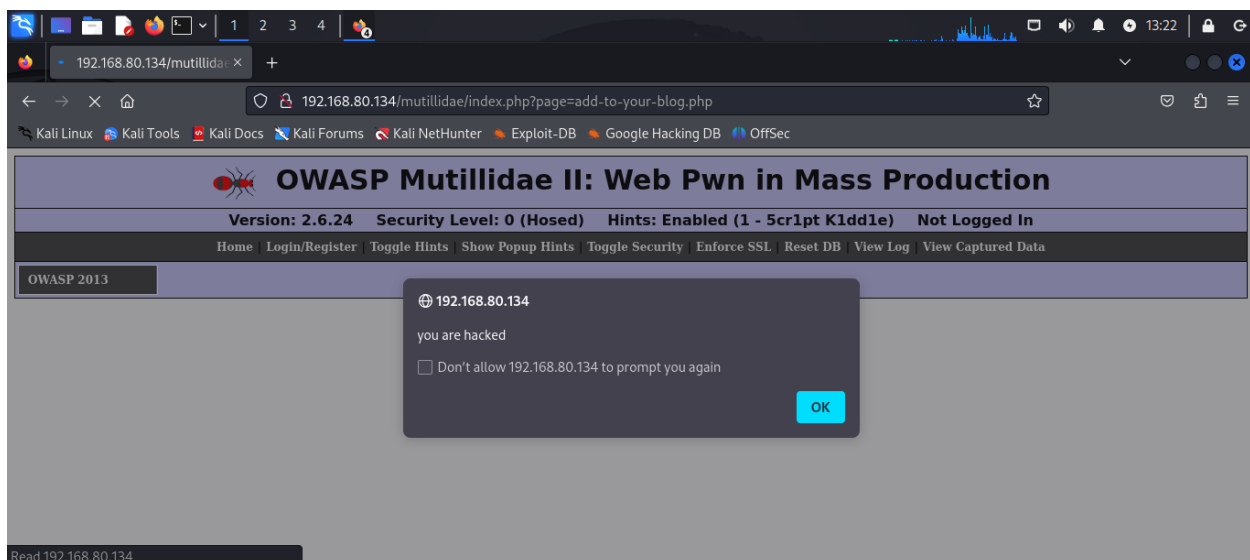 1 2 3 4 13:22
192.168.80.134/mutillidae
192.168.80.134/mutillidae/index.php?page=add-to-your-blog.php
Kali Linux Kali Tools Kali Docs Kali Forums Kali NetHunter Exploit-DB Google Hacking DB OffSec
OWASP Mutillidae II: Web Pwn in Mass Production
Version: 2.6.24 Security Level: 0 (Hosed) Hints: Enabled (1 - 5cr1pt K1dd1e) Not Logged In
Home | Login/Register | Toggle Hints | Show Popup Hints | Toggle Security | Enforce SSL | Reset DB | View Log | View Captured Data
OWASP 2013
192.168.80.134
you are hacked
Don't allow 192.168.80.134 to prompt you again
OK
Read 192.168.80.134